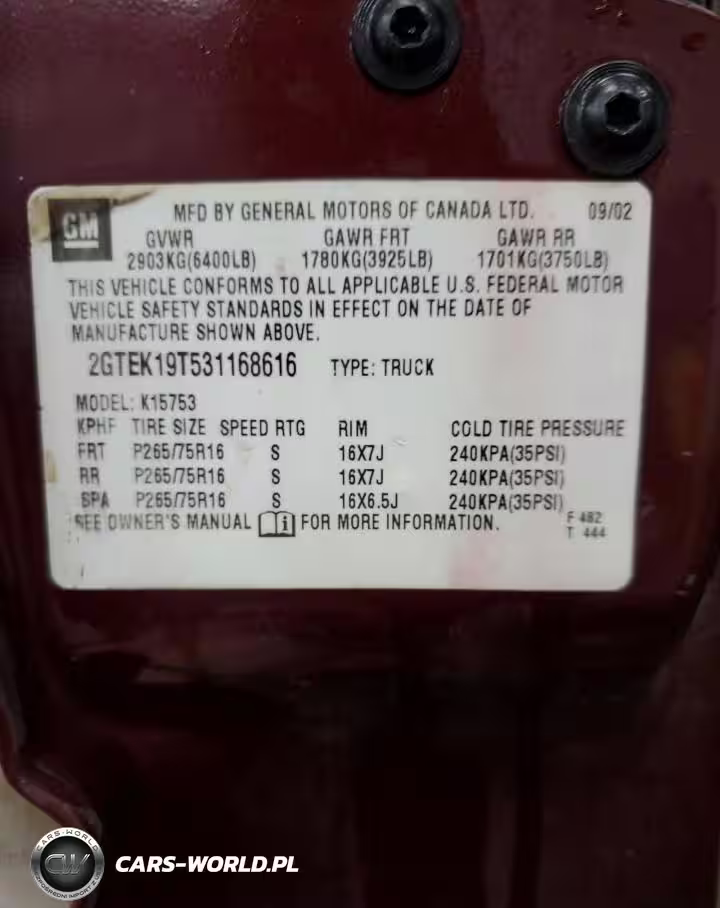 GM MFD BY GENERAL MOTORS OF CANADA LTD. 09/02
GVWR GAWR FRT GAWR RR
2903KG(6400LB) 1780KG(3925LB) 1701KG(3750LB)
THIS VEHICLE CONFORMS TO ALL APPLICABLE U.S. FEDERAL MOTOR
VEHICLE SAFETY STANDARDS IN EFFECT ON THE DATE OF
MANUFACTURE SHOWN ABOVE.
2GTEK19T531168616 TYPE: TRUCK
MODEL: K15753
KPHF TIRE SIZE SPEED RTG RIM COLD TIRE PRESSURE
FRT P265/75R16 S 16X7J 240KPA(35PSI)
RR P265/75R16 S 16X7J 240KPA(35PSI)
SPA P265/75R16 S 16X6.5J 240KPA(35PSI)
SEE OWNER'S MANUAL i FOR MORE INFORMATION.
F 482
T 444
CARS-WORLD
CW
CARS-WORLD.PL